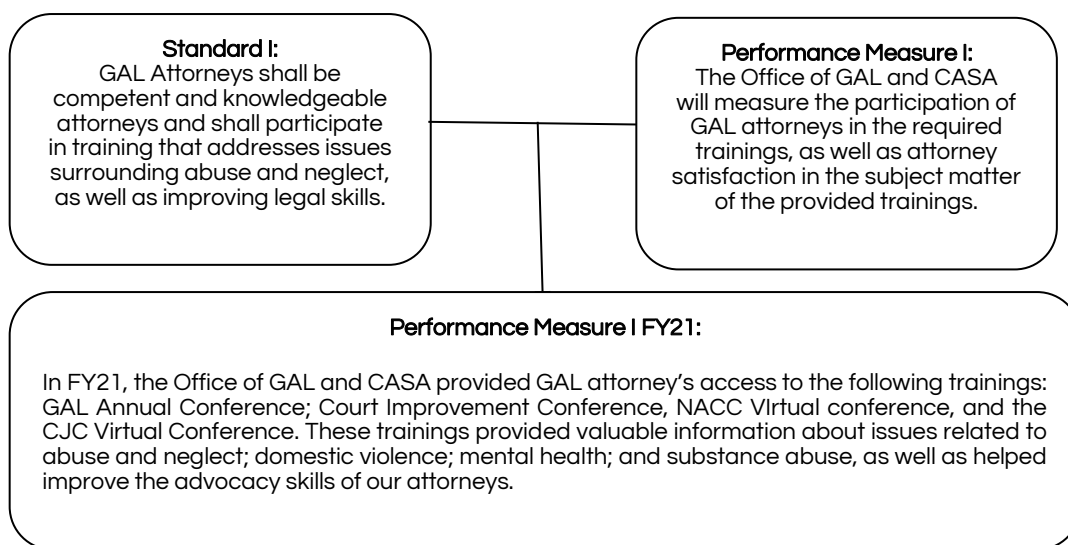 Standard I:
GAL Attorneys shall be
competent and knowledgeable
attorneys and shall participate
in training that addresses issues
surrounding abuse and neglect,
as well as improving legal skills.
Performance Measure I:
The Office of GAL and CASA
will measure the participation of
GAL attorneys in the required
trainings, as well as attorney
satisfaction in the subject matter
of the provided trainings.
Performance Measure I FY21:
In FY21, the Office of GAL and CASA provided GAL attorney’s access to the following trainings:
GAL Annual Conference; Court Improvement Conference, NACC VIrtual conference, and the
CJC Virtual Conference. These trainings provided valuable information about issues related to
abuse and neglect; domestic violence; mental health; and substance abuse, as well as helped
improve the advocacy skills of our attorneys.